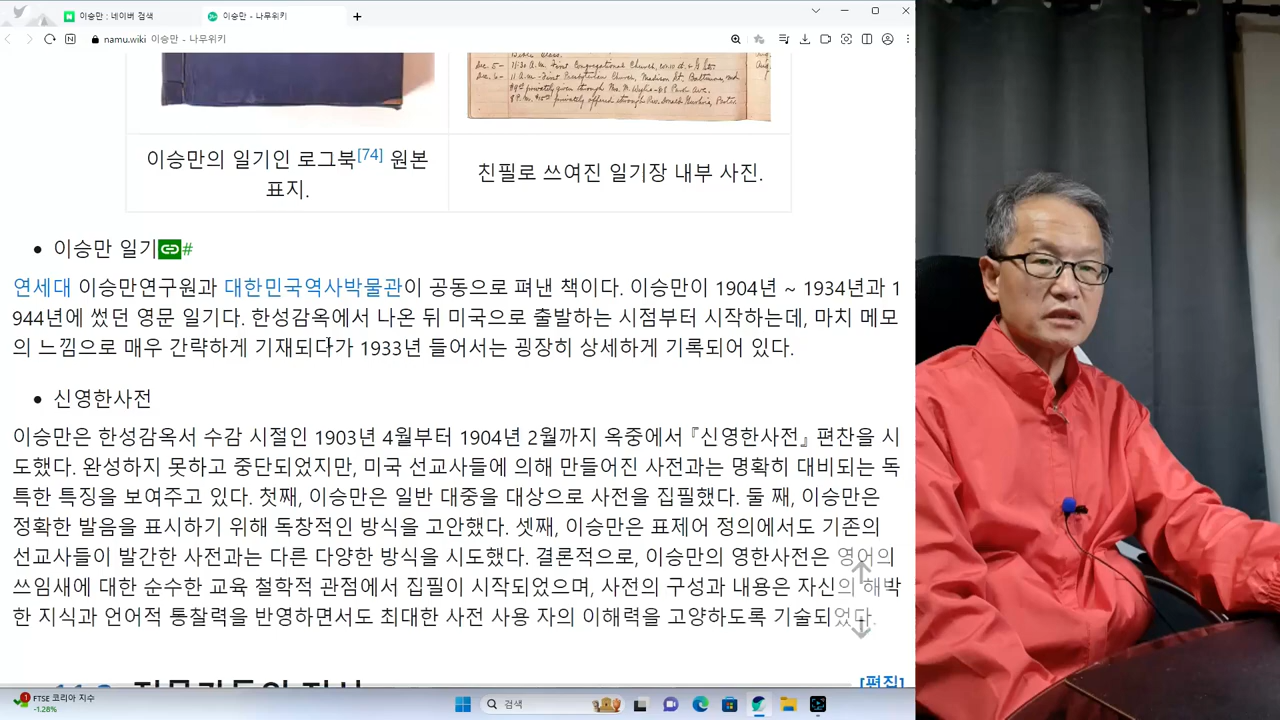 이승만 : 네이버 검색
이승만 - 나무위키
namu.wiki 이승만 - 나무위키
Dec. 5 - 11:30 A.m. First Congregational Church, cor. 10 st. & G St.
Dec. 6 - 11 A.m - First Presbyterian Church, Madison St. Baltimore, md
이승만의 일기인 로그북[74] 원본
표지.
친필로 쓰여진 일기장 내부 사진.
• 이승만 일기#
연세대 이승만연구원과 대한민국역사박물관이 공동으로 펴낸 책이다. 이승만이 1904년 ~ 1934년과 1
944년에 썼던 영문 일기다. 한성감옥에서 나온 뒤 미국으로 출발하는 시점부터 시작하는데, 마치 메모
의 느낌으로 매우 간략하게 기재되다가 1933년 들어서는 굉장히 상세하게 기록되어 있다.
• 신영한사전
이승만은 한성감옥서 수감 시절인 1903년 4월부터 1904년 2월까지 옥중에서 『신영한사전』 편찬을 시
도했다. 완성하지 못하고 중단되었지만, 미국 선교사들에 의해 만들어진 사전과는 명확히 대비되는 독
특한 특징을 보여주고 있다. 첫째, 이승만은 일반 대중을 대상으로 사전을 집필했다. 둘 째, 이승만은
정확한 발음을 표시하기 위해 독창적인 방식을 고안했다. 셋째, 이승만은 표제어 정의에서도 기존의
선교사들이 발간한 사전과는 다른 다양한 방식을 시도했다. 결론적으로, 이승만의 영한사전은 영어의
쓰임새에 대한 순수한 교육 철학적 관점에서 집필이 시작되었으며, 사전의 구성과 내용은 자신의 해박
한 지식과 언어적 통찰력을 반영하면서도 최대한 사전 사용 자의 이해력을 고양하도록 기술되었다.
[편집]
1
FTSE 코리아 지수
-1.28%
검색